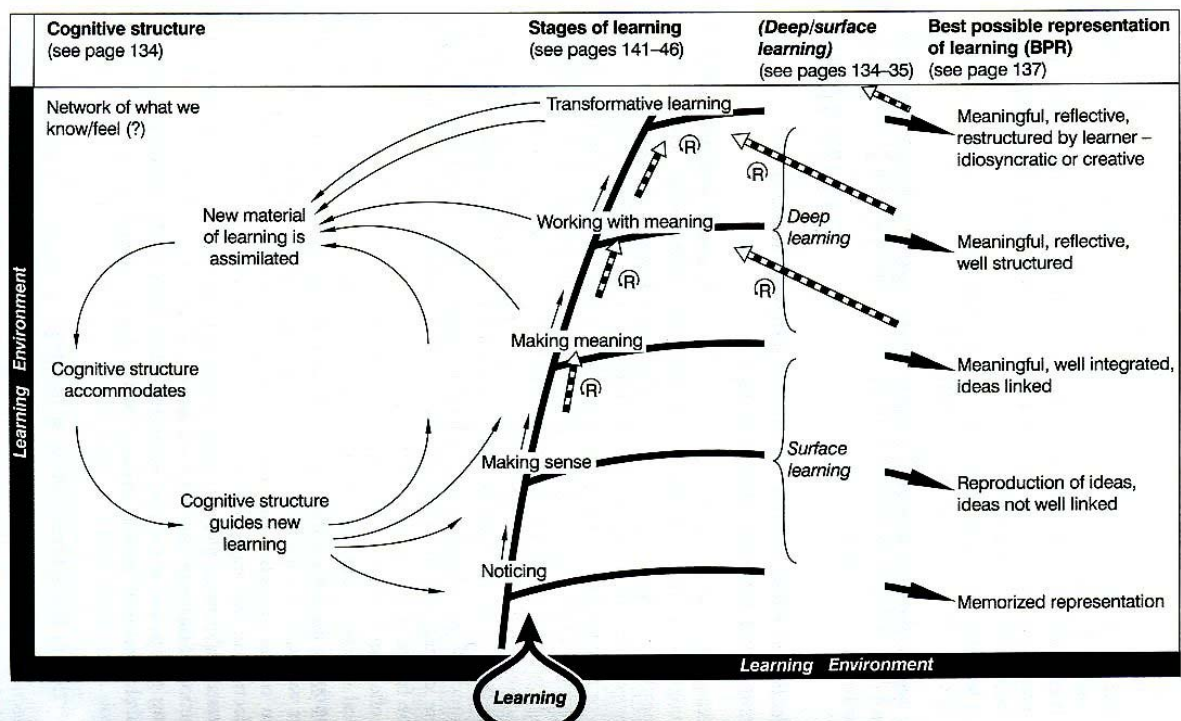 Cognitive structure
(see page 134)
Stages of learning
(see pages 141–46)
(Deep/surface
learning)
(see pages 134–35)
Best possible representation
of learning (BPR)
(see page 137)
Network of what we
know/feel (?)
New material
of learning is
assimilated
Cognitive structure
accommodates
Cognitive structure
guides new
learning
Transformative learning
Working with meaning
Making meaning
Making sense
Noticing
R
R
R
R
R
Deep
learning
Surface
learning
Meaningful, reflective,
restructured by learner –
idiosyncratic or creative
Meaningful, reflective,
well structured
Meaningful, well integrated,
ideas linked
Reproduction of ideas,
ideas not well linked
Memorized representation
Learning Environment
Learning Environment
Learning